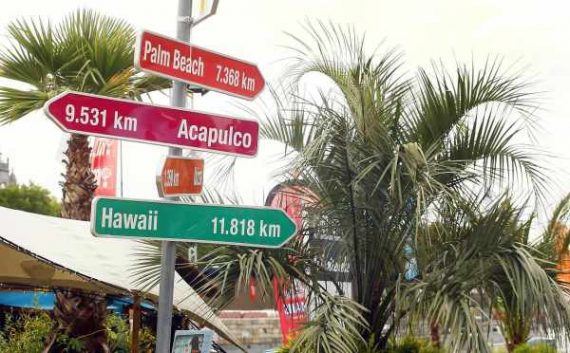 Palm Beach 7.368 km
9.531 km Acapulco
Hawaii 11.818 km